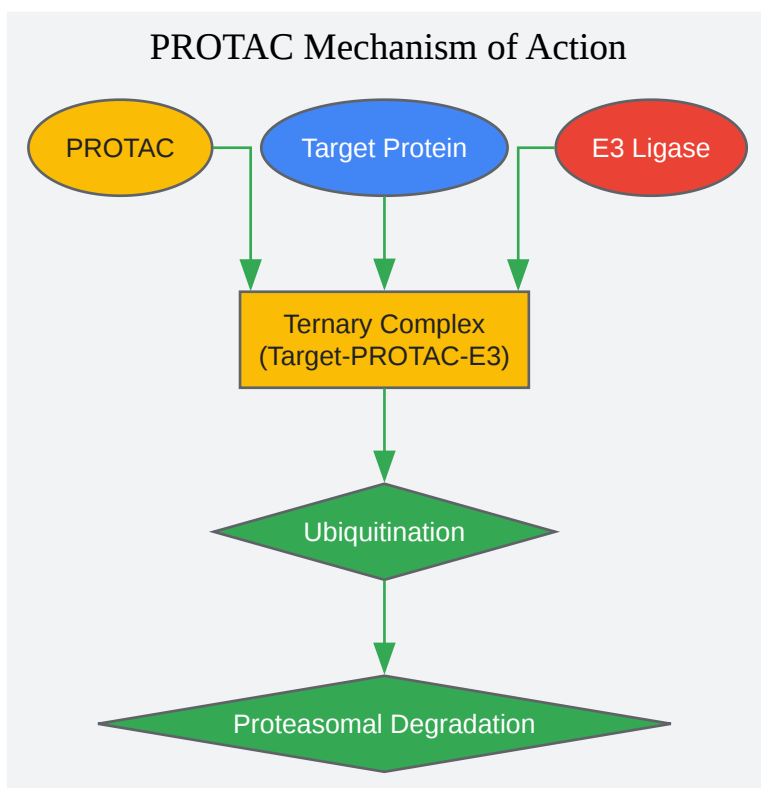 PROTAC Mechanism of Action
PROTAC
Target Protein
E3 Ligase
Ternary Complex
(Target-PROTAC-E3)
Ubiquitination
Proteasomal Degradation